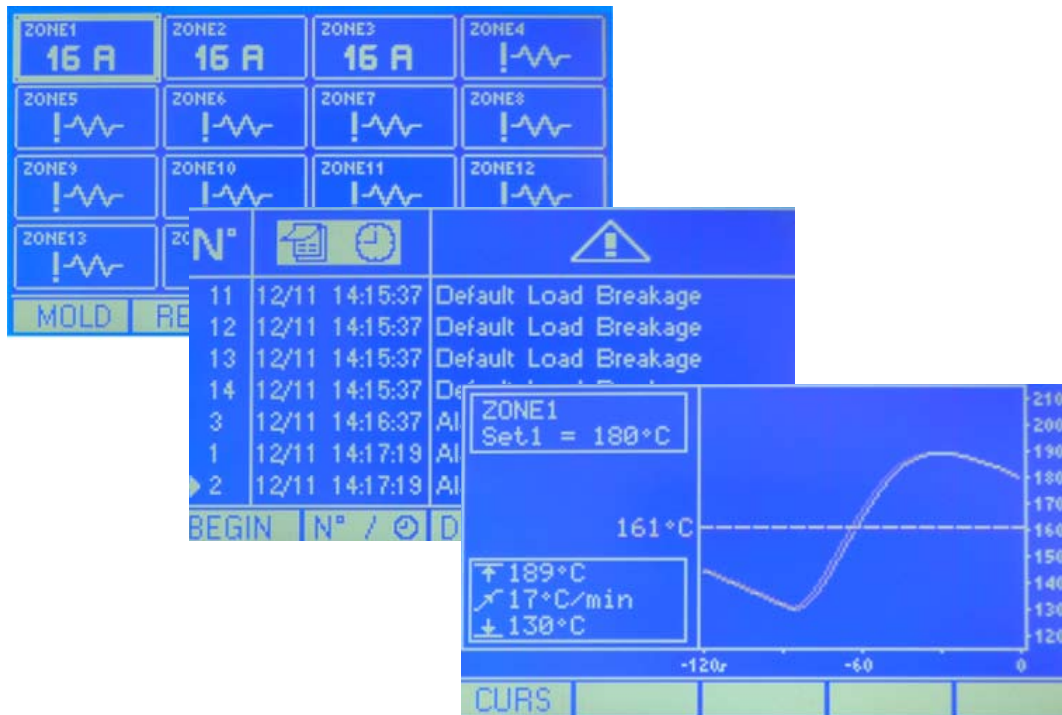 ZONE1 ZONE2 ZONE3 ZONE4
16 A 16 A 16 A
ZONE5 ZONE6 ZONE7 ZONE8
ZONE9 ZONE10 ZONE11 ZONE12
ZONE13
MOLD
N°
11 12/11 14:15:37 Default Load Breakage
12 12/11 14:15:37 Default Load Breakage
13 12/11 14:15:37 Default Load Breakage
14 12/11 14:15:37
3 12/11 14:16:37
1 12/11 14:17:19
2 12/11 14:17:19
BEGIN N° /
ZONE1
Set1 = 180°C
161°C
189°C
17°C/min
130°C
210
200
190
180
170
160
150
140
130
120
-120s -60 0
CURS